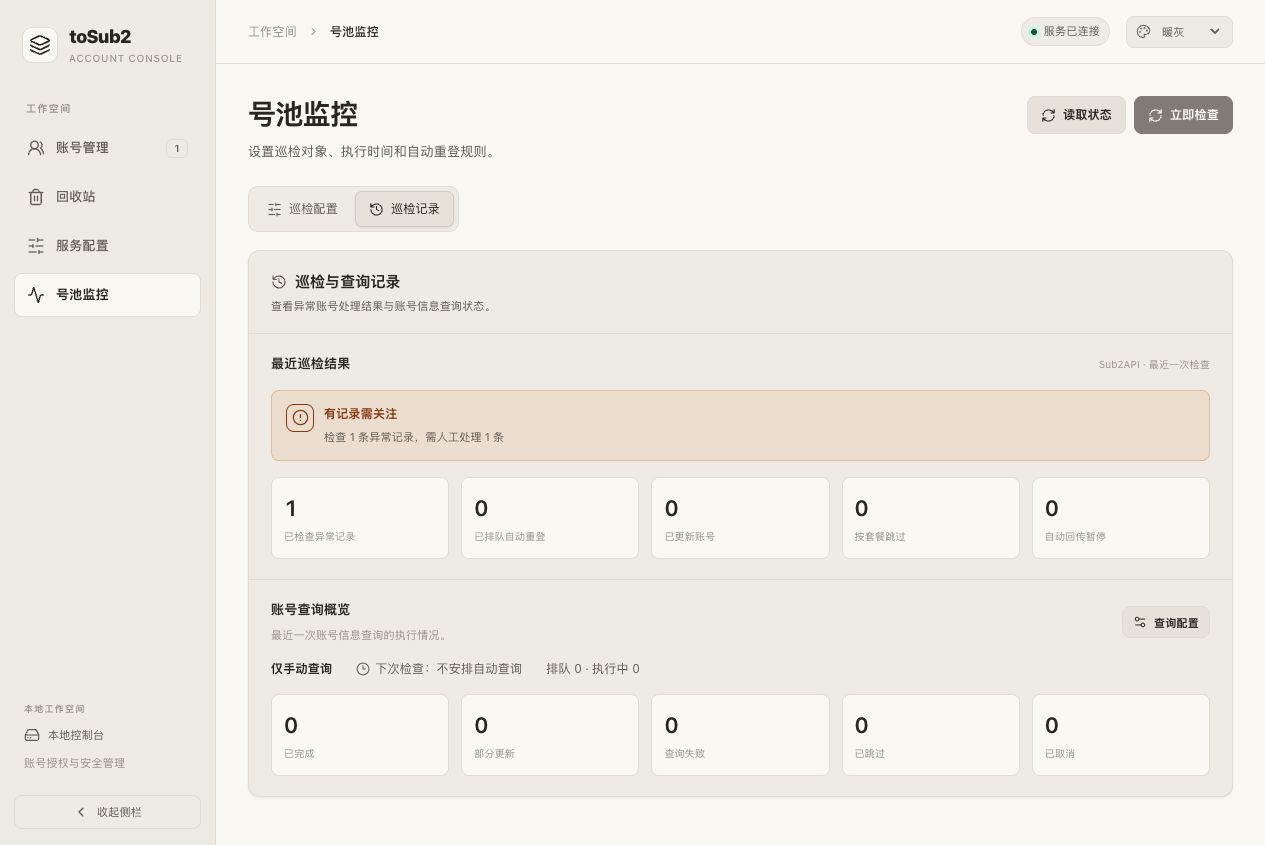 toSub2
ACCOUNT CONSOLE
工作空间
账号管理
1
回收站
服务配置
号池监控
本地工作空间
本地控制台
账号授权与安全管理
收起侧栏
工作空间
号池监控
服务已连接
暖灰
号池监控
设置巡检对象、执行时间和自动重登规则。
读取状态
立即检查
巡检配置
巡检记录
巡检与查询记录
查看异常账号处理结果与账号信息查询状态。
最近巡检结果
Sub2API · 最近一次检查
有记录需关注
检查 1 条异常记录，需人工处理 1 条
1
已检查异常记录
0
已排队自动重登
0
已更新账号
0
按套餐跳过
0
自动回传暂停
账号查询概览
最近一次账号信息查询的执行情况。
查询配置
仅手动查询
下次检查：不安排自动查询
排队 0 · 执行中 0
0
已完成
0
部分更新
0
查询失败
0
已跳过
0
已取消